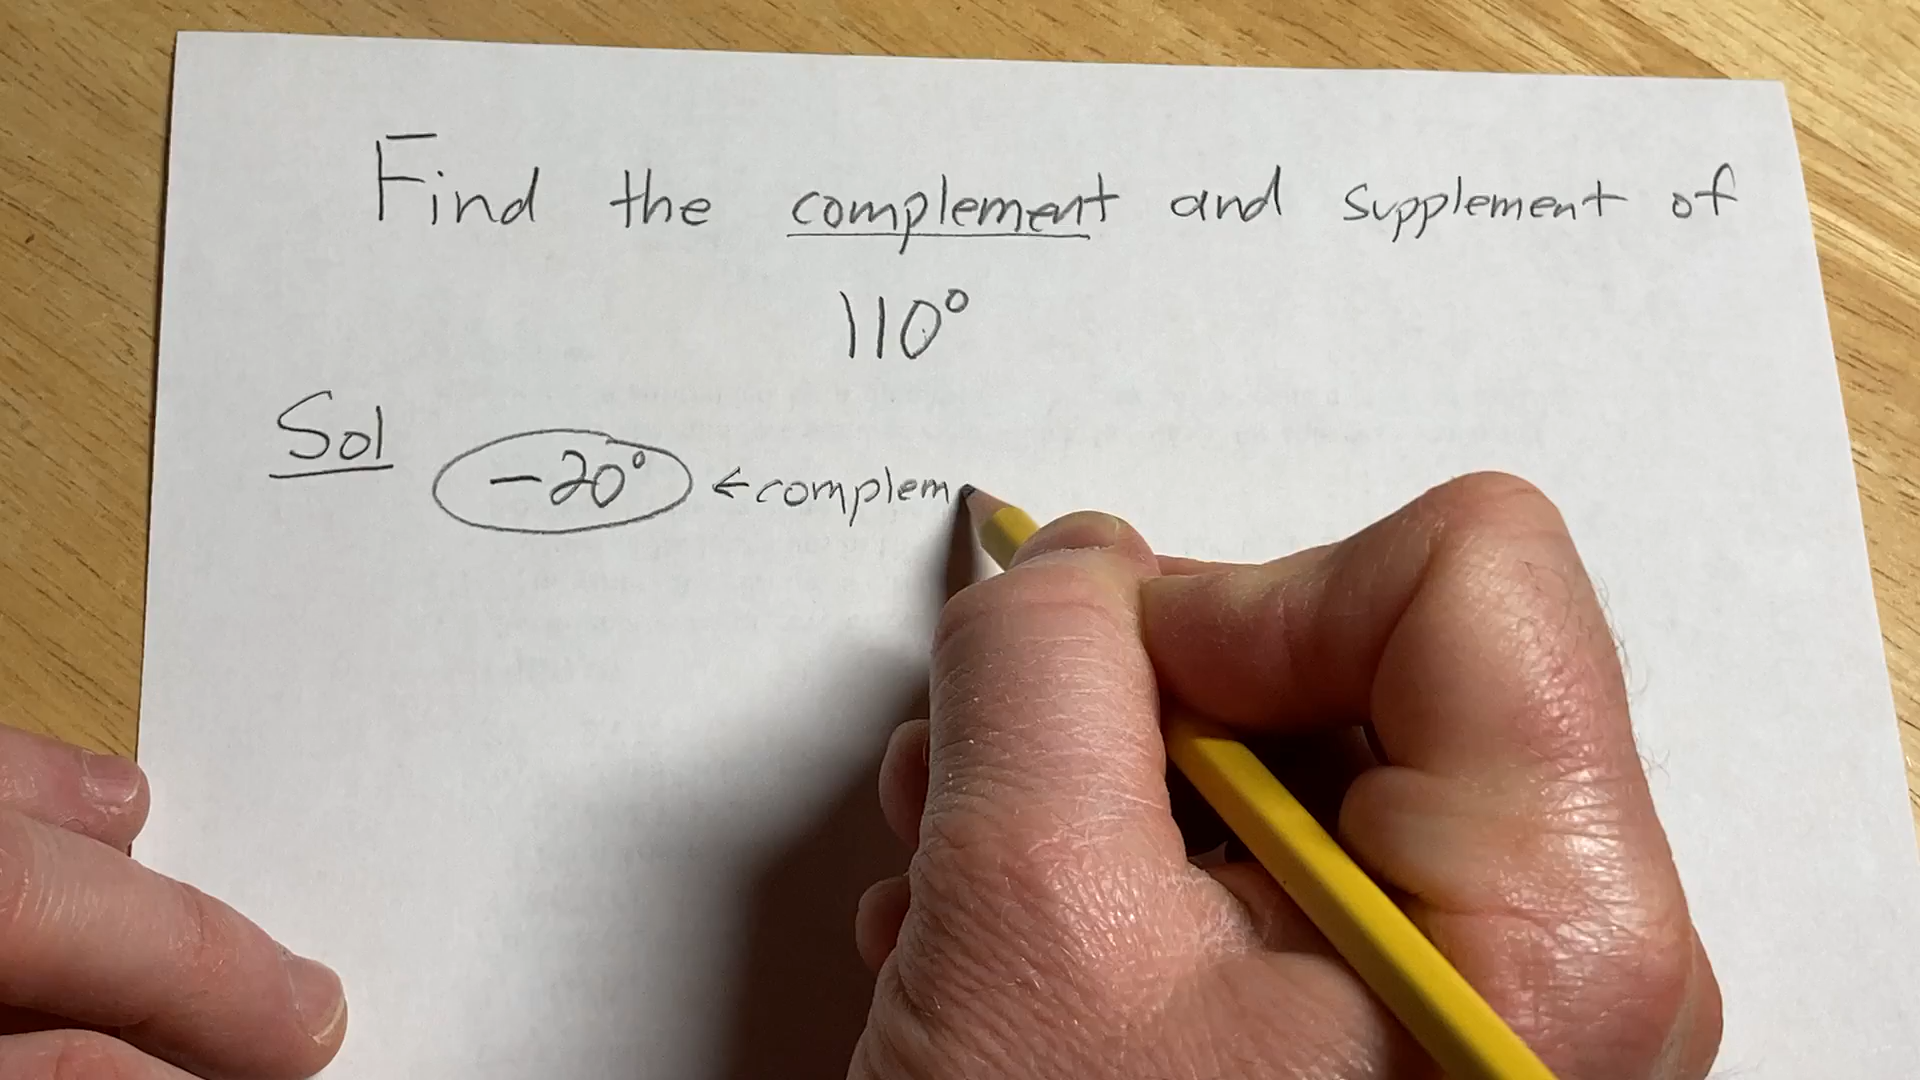 Find the complement and supplement of
110°
Sol
-20° ← complem